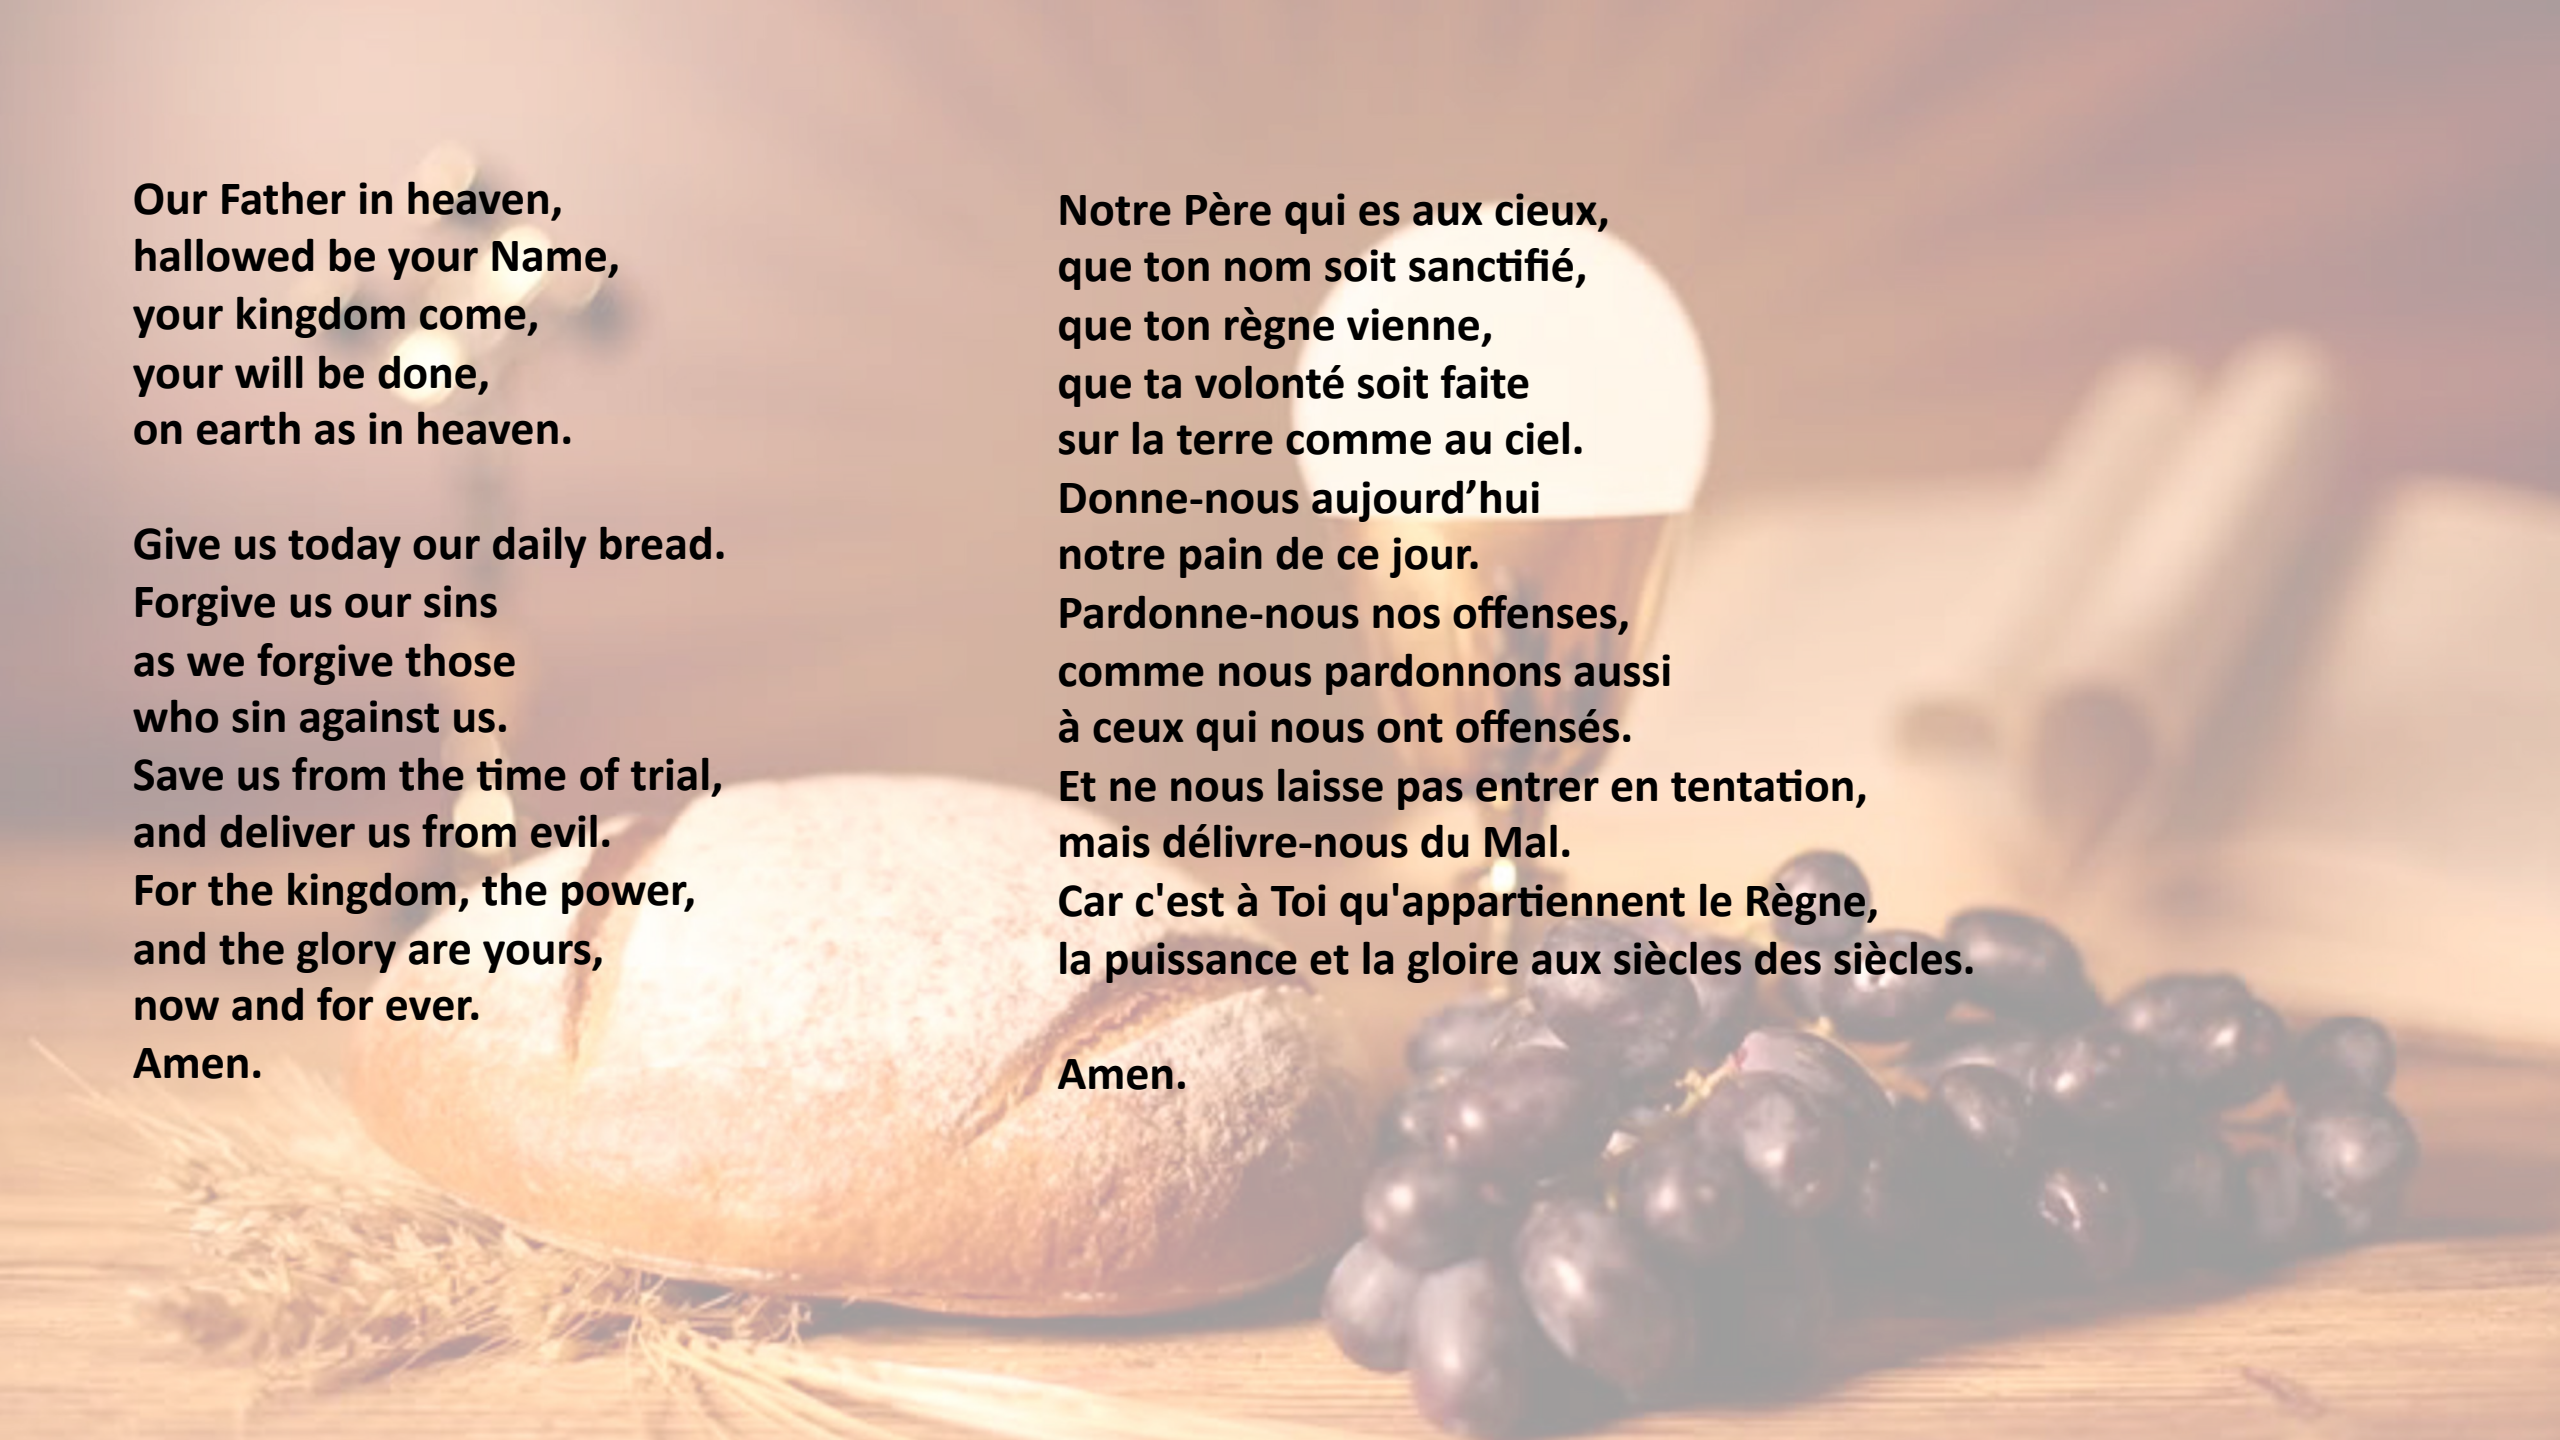 Our Father in heaven,
hallowed be your Name,
your kingdom come,
your will be done,
on earth as in heaven.
Give us today our daily bread.
Forgive us our sins
as we forgive those
who sin against us.
Save us from the time of trial,
and deliver us from evil.
For the kingdom, the power,
and the glory are yours,
now and for ever.
Amen.
Notre Père qui es aux cieux,
que ton nom soit sanctifié,
que ton règne vienne,
que ta volonté soit faite
sur la terre comme au ciel.
Donne-nous aujourd’hui
notre pain de ce jour.
Pardonne-nous nos offenses,
comme nous pardonnons aussi
à ceux qui nous ont offensés.
Et ne nous laisse pas entrer en tentation,
mais délivre-nous du Mal.
Car c'est à Toi qu'appartiennent le Règne,
la puissance et la gloire aux siècles des siècles.
Amen.